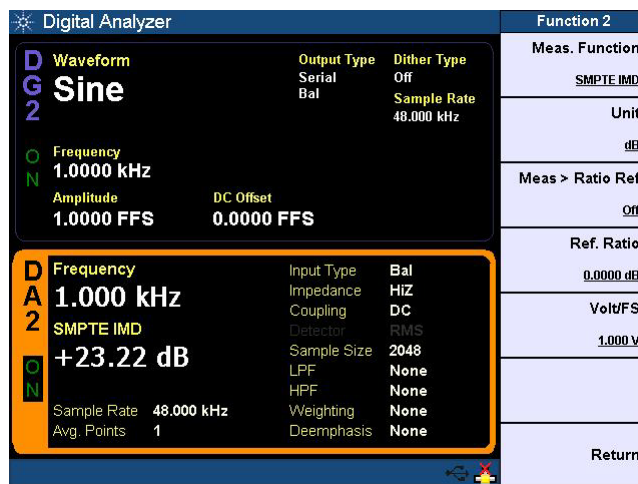 Digital Analyzer
DG2
ON
Waveform
Sine
Output Type
Serial
Bal
Dither Type
Off
Sample Rate
48.000 kHz
Frequency
1.0000 kHz
Amplitude
1.0000 FFS
DC Offset
0.0000 FFS
DA2
ON
Frequency
1.000 kHz
SMPTE IMD
+23.22 dB
Sample Rate 48.000 kHz
Avg. Points 1
Input Type Bal
Impedance HiZ
Coupling DC
Detector RMS
Sample Size 2048
LPF None
HPF None
Weighting None
Deemphasis None
Function 2
Meas. Function
SMPTE IMD
Unit
dB
Meas > Ratio Ref
Off
Ref. Ratio
0.0000 dB
Volt/FS
1.000 V
Return